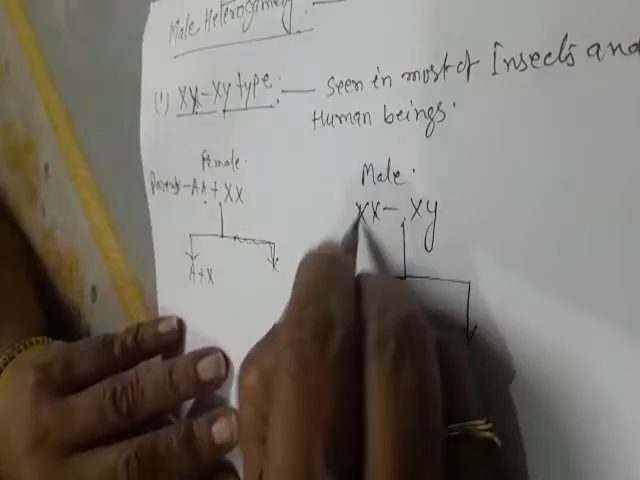 Male Heterogamety:—
(1) XX-Xy type:— Seen in most of Insects and
Human beings.
Female.
Parents-AA+XX
Male.
XX- Xy
A+X